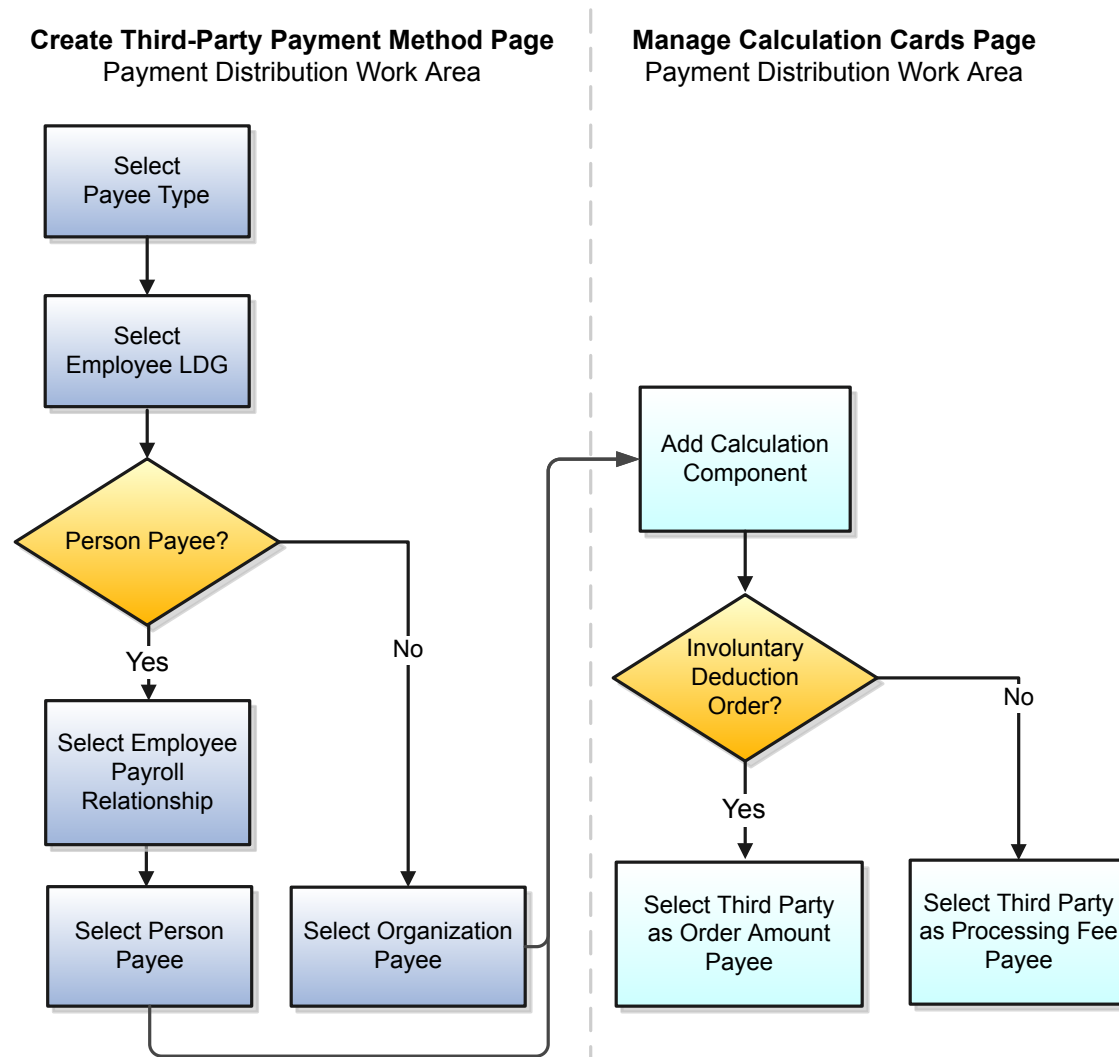 Create Third-Party Payment Method Page
Payment Distribution Work Area
Select
Payee Type
Select
Employee LDG
Person Payee?
Yes
No
Select Employee
Payroll
Relationship
Select Person
Payee
Select Organization
Payee
Manage Calculation Cards Page
Payment Distribution Work Area
Add Calculation
Component
Involuntary
Deduction
Order?
Yes
No
Select Third Party
as Order Amount
Payee
Select Third Party
as Processing Fee
Payee